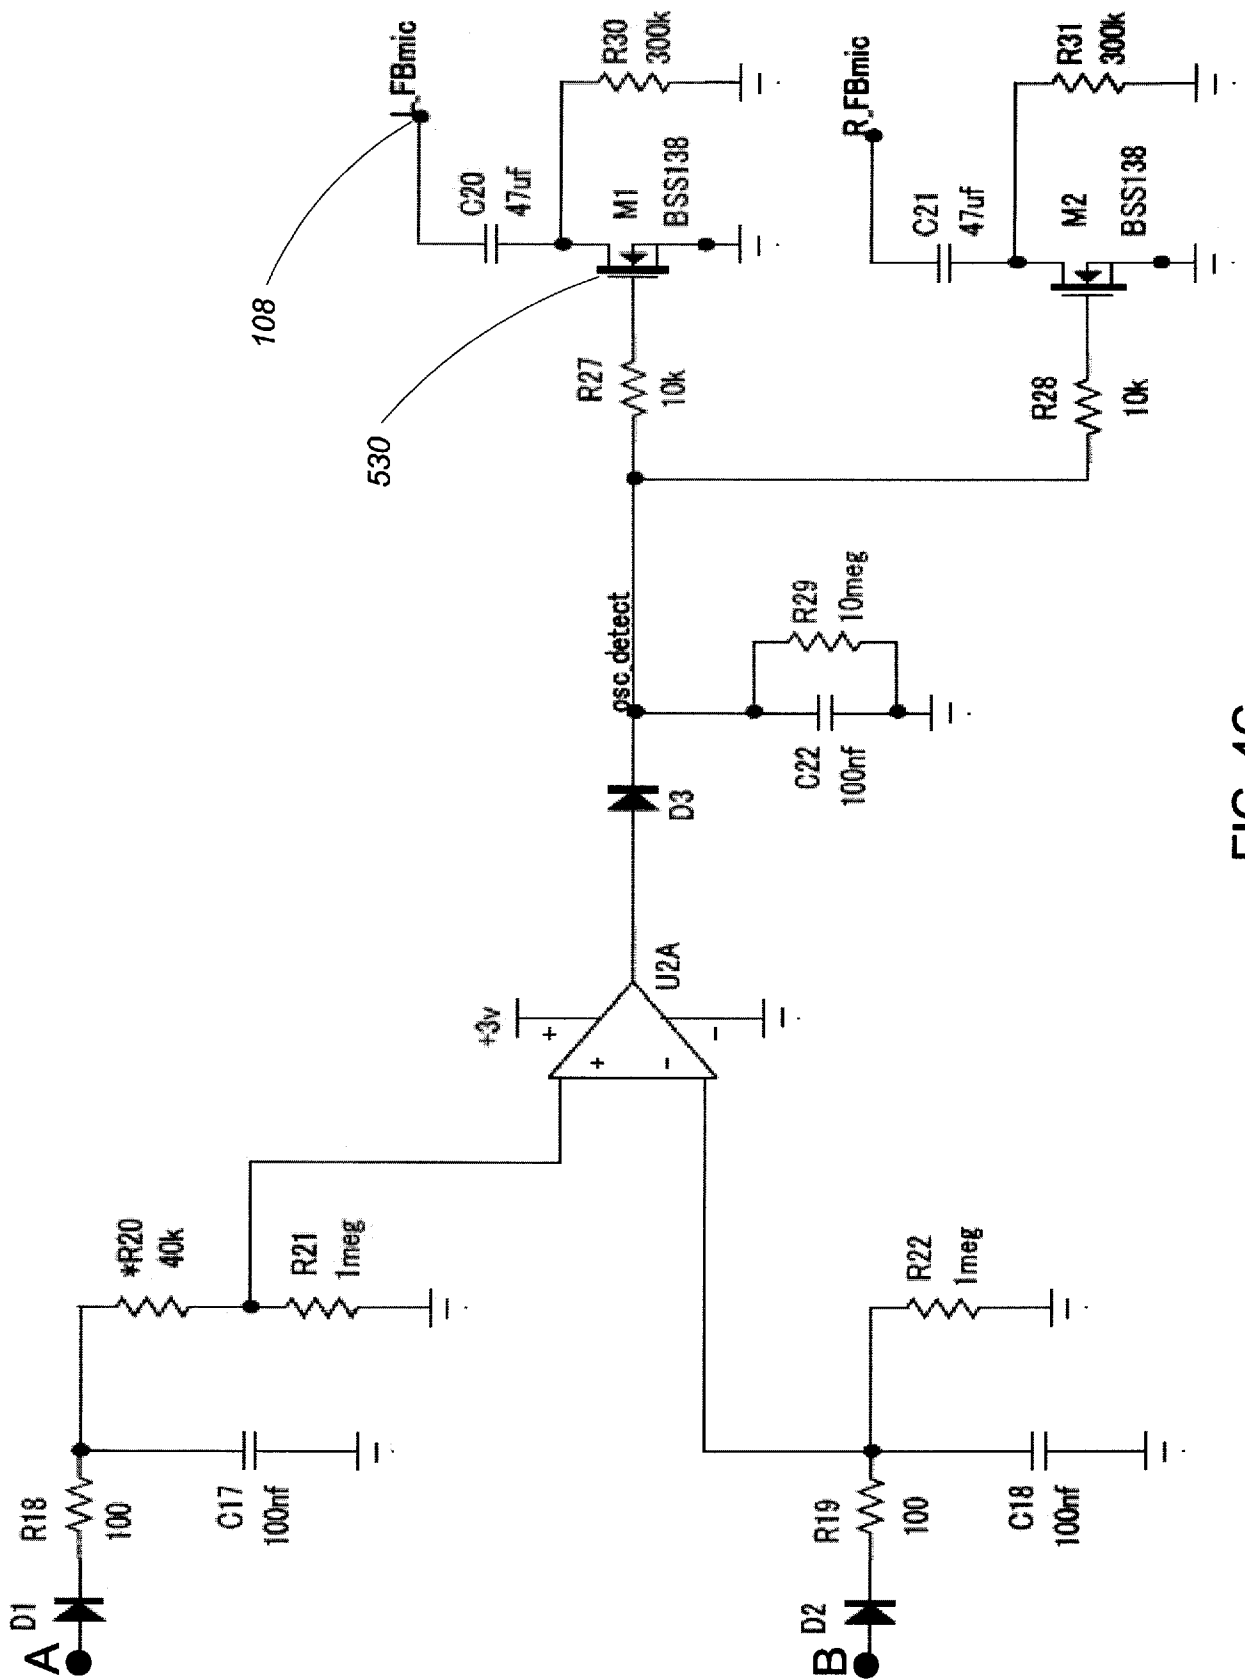 A
D1
R18
100
C17
100nf
*R20
40k
R21
1meg
B
D2
R19
100
C18
100nf
R22
1meg
+3v
+
+
-
-
U2A
D3
osc_detect
C22
100nf
R29
10meg
R27
10k
R28
10k
530
108
L_FBmic
C20
47uf
M1
BSS138
R30
300k
R_FBmic
C21
47uf
M2
BSS138
R31
300k